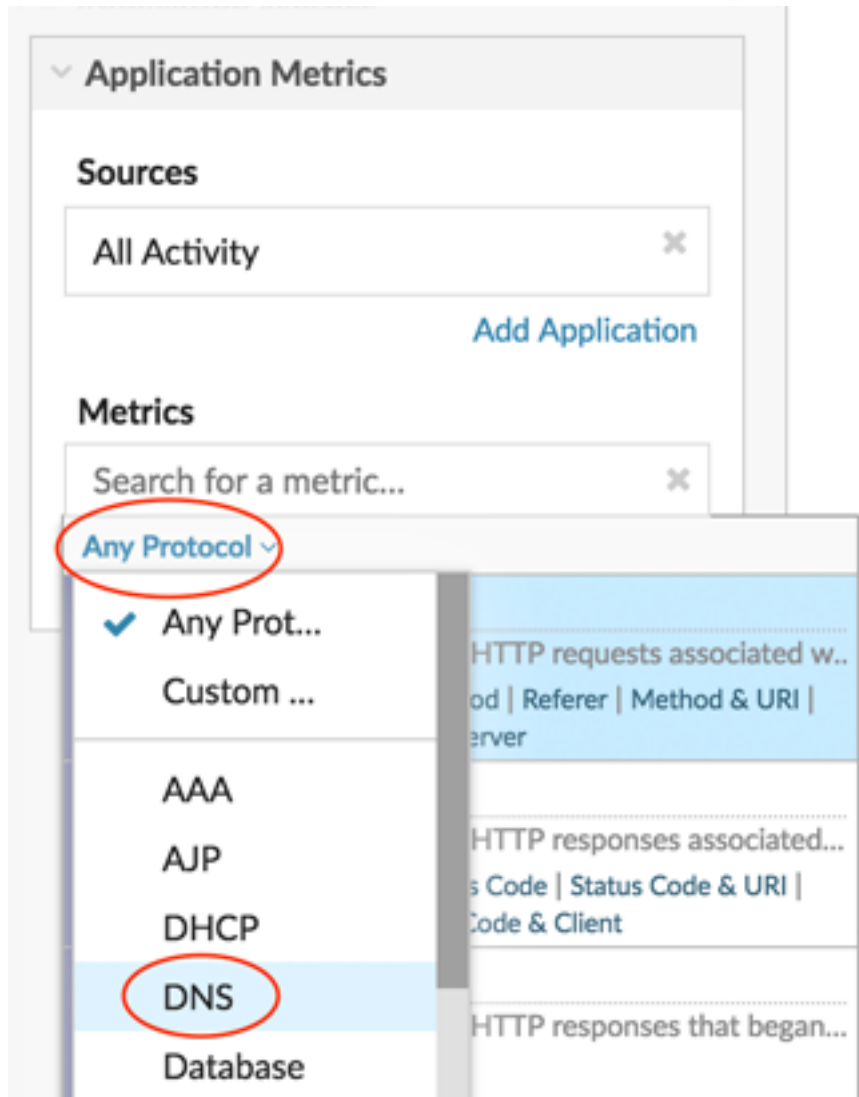 Application Metrics
Sources
All Activity
Add Application
Metrics
Search for a metric...
Any Protocol
Any Prot...
Custom ...
HTTP requests associated w..
od | Referer | Method & URI |
erver
AAA
HTTP responses associated...
AJP
s Code | Status Code & URI |
Code & Client
DHCP
DNS
HTTP responses that began...
Database